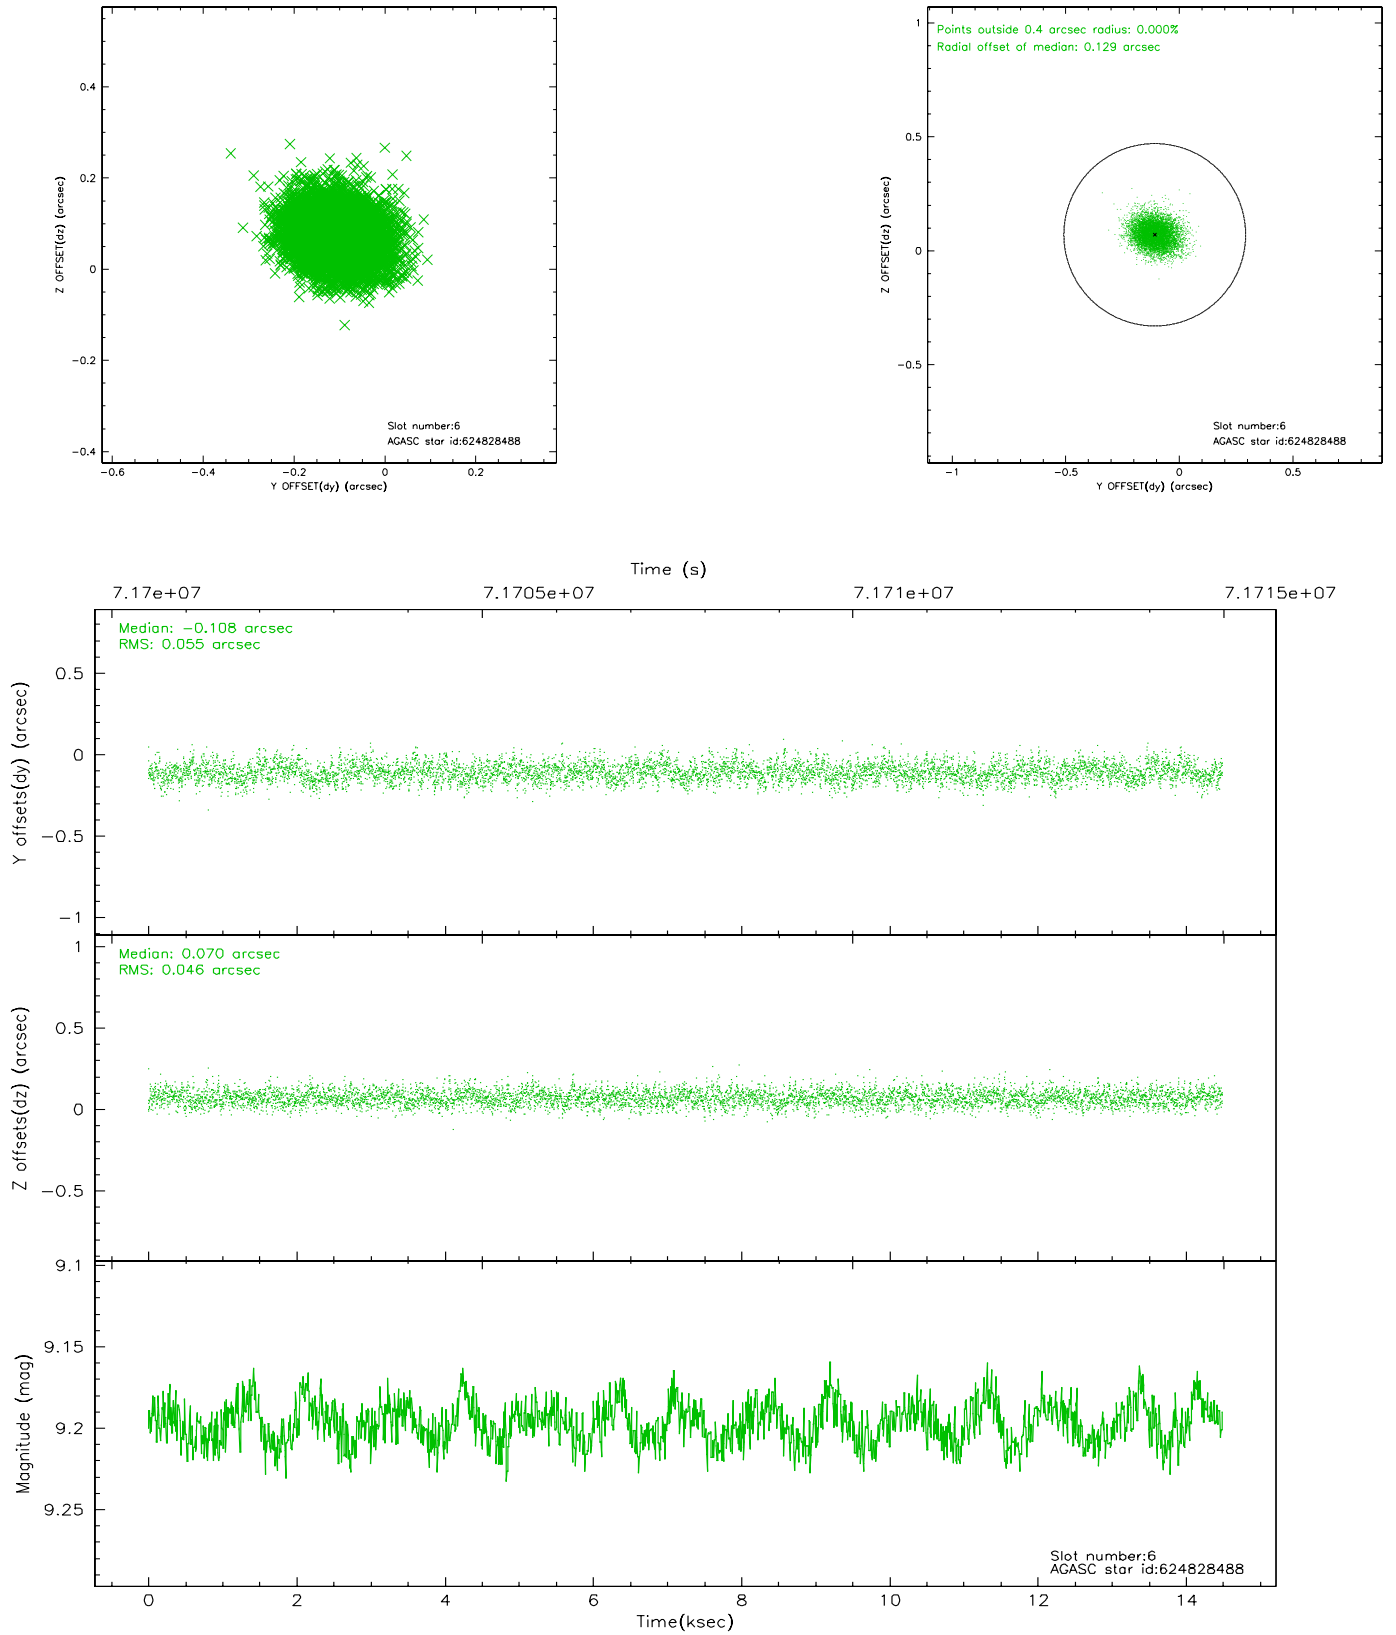 0.4
0.2
0
−0.2
−0.4
Z OFFSET(dz) (arcsec)
Slot number:6
AGASC star id:624828488
−0.6 −0.4 −0.2 0 0.2
Y OFFSET(dy) (arcsec)
Points outside 0.4 arcsec radius: 0.000%
Radial offset of median: 0.129 arcsec
1
0.5
0
−0.5
Z OFFSET(dz) (arcsec)
Slot number:6
AGASC star id:624828488
−1 −0.5 0 0.5
Y OFFSET(dy) (arcsec)
Time (s)
7.17e+07 7.1705e+07 7.171e+07 7.1715e+07
Median: −0.108 arcsec
RMS: 0.055 arcsec
0.5
0
−0.5
−1
Y offsets(dy) (arcsec)
Median: 0.070 arcsec
RMS: 0.046 arcsec
1
0.5
0
−0.5
Z offsets(dz) (arcsec)
9.1
9.15
9.2
9.25
Magnitude (mag)
Slot number:6
AGASC star id:624828488
0 2 4 6 8 10 12 14
Time(ksec)